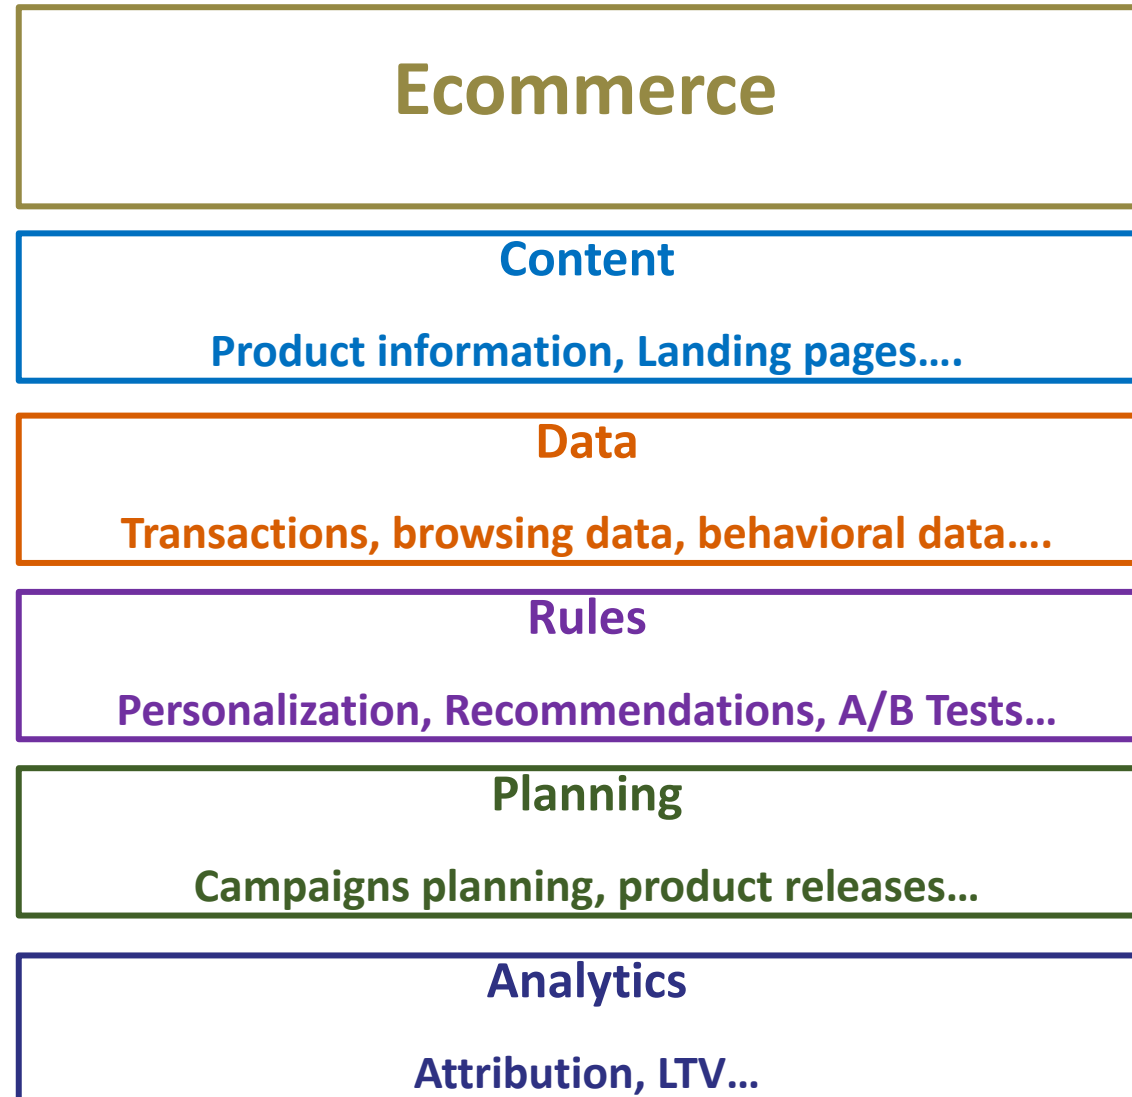 Ecommerce
Content
Product information, Landing pages….
Data
Transactions, browsing data, behavioral data….
Rules
Personalization, Recommendations, A/B Tests…
Planning
Campaigns planning, product releases…
Analytics
Attribution, LTV…